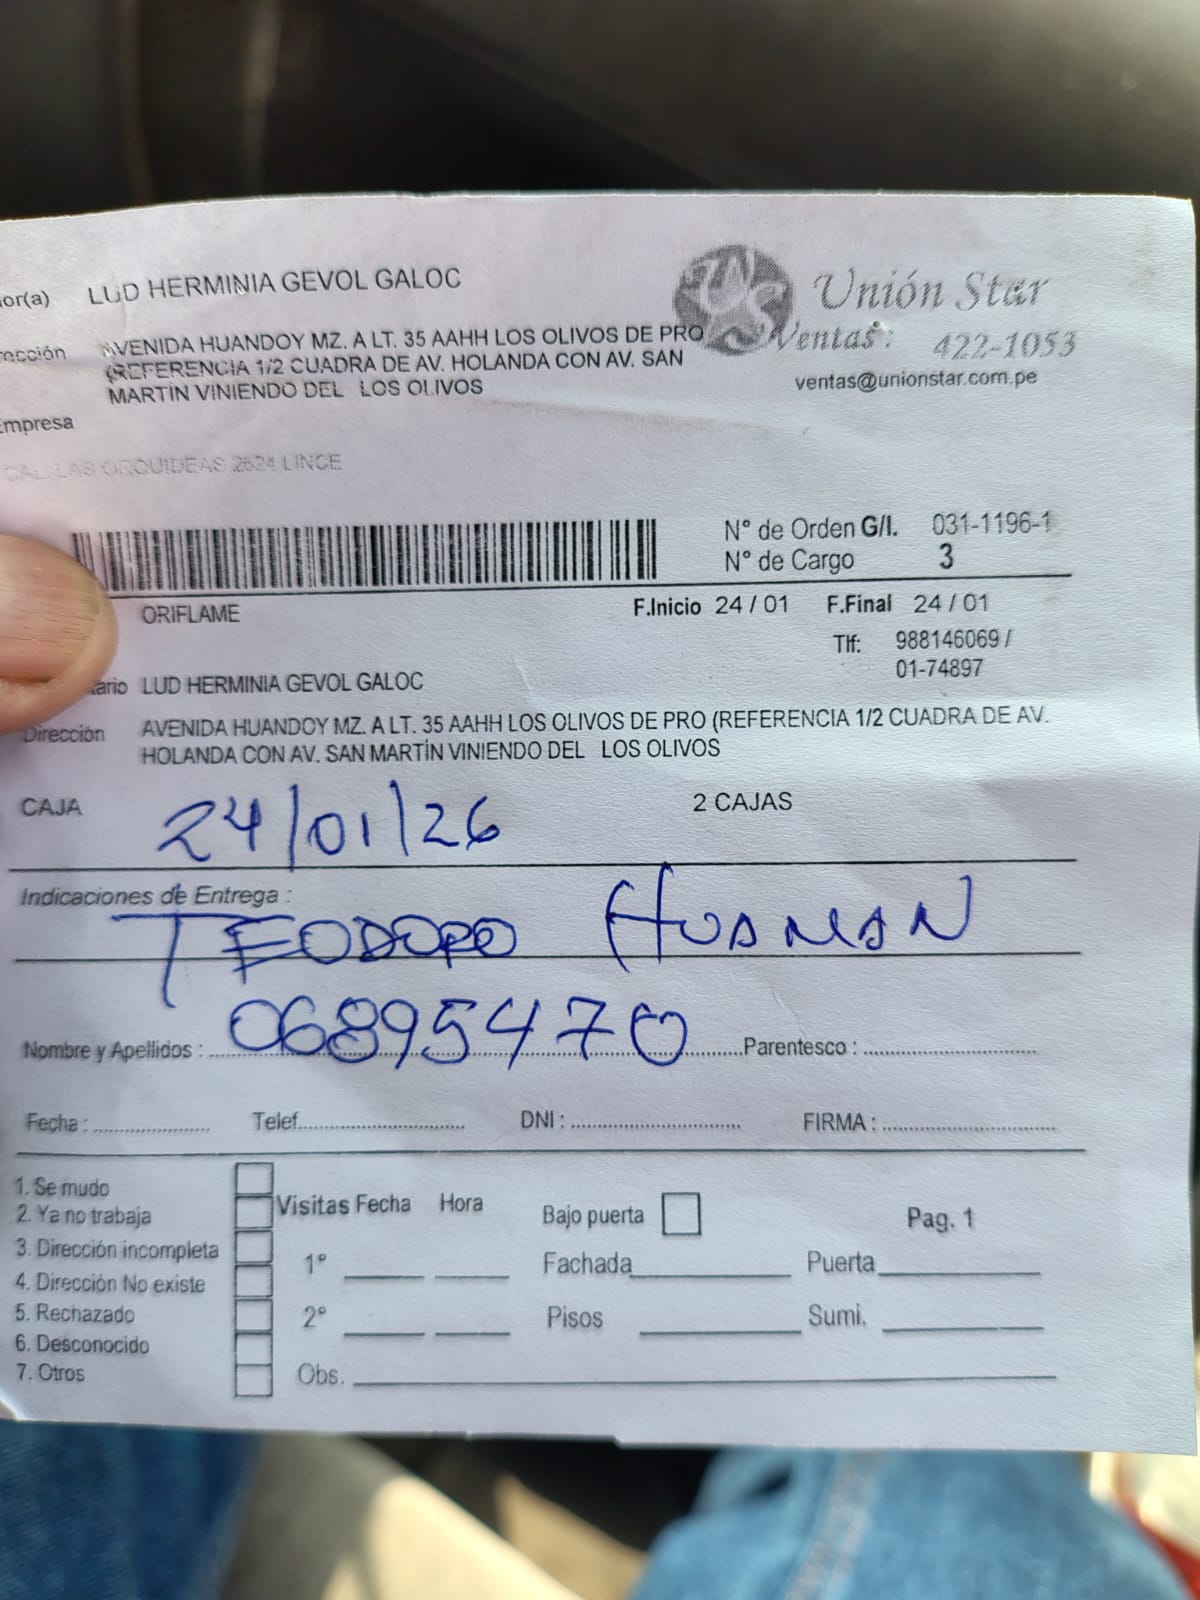 or(a) LUD HERMINIA GEVOL GALOC
Unión Star
rección AVENIDA HUANDOY MZ. A LT. 35 AAHH LOS OLIVOS DE PRO
(REFERENCIA 1/2 CUADRA DE AV. HOLANDA CON AV. SAN
MARTÍN VINIENDO DEL LOS OLIVOS
Ventas: 422-1053
ventas@unionstar.com.pe
Empresa
CAL. LAS ORQUIDEAS 2624 LINCE
N° de Orden G/I. 031-1196-1
N° de Cargo 3
ORIFLAME
F.Inicio 24 / 01 F.Final 24 / 01
Tlf: 988146069 /
01-74897
tario LUD HERMINIA GEVOL GALOC
Dirección AVENIDA HUANDOY MZ. A LT. 35 AAHH LOS OLIVOS DE PRO (REFERENCIA 1/2 CUADRA DE AV.
HOLANDA CON AV. SAN MARTÍN VINIENDO DEL LOS OLIVOS
CAJA 24/01/26 2 CAJAS
Indicaciones de Entrega :
TEODORO HUAMAN
06895470
Nombre y Apellidos : Parentesco :
Fecha : Telef. DNI : FIRMA :
1. Se mudo
2. Ya no trabaja
3. Dirección incompleta
4. Dirección No existe
5. Rechazado
6. Desconocido
7. Otros
Visitas Fecha Hora
1°
2°
Obs.
Bajo puerta
Fachada
Pisos
Pag. 1
Puerta
Sumi.